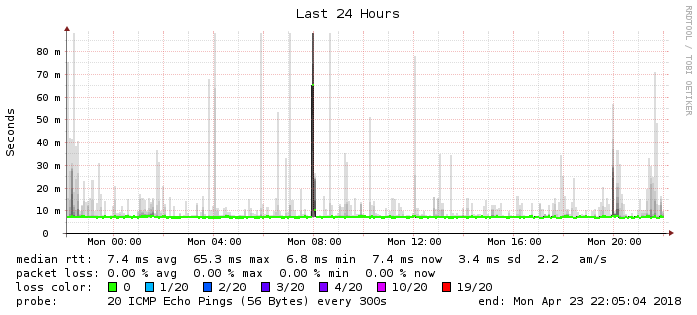 Last 24 Hours
RRDTOOL / TOBI OETIKER
Seconds
80 m
70 m
60 m
50 m
40 m
30 m
20 m
10 m
0
Mon 00:00 Mon 04:00 Mon 08:00 Mon 12:00 Mon 16:00 Mon 20:00
median rtt: 7.4 ms avg 65.3 ms max 6.8 ms min 7.4 ms now 3.4 ms sd 2.2 am/s
packet loss: 0.00 % avg 0.00 % max 0.00 % min 0.00 % now
loss color: 0 1/20 2/20 3/20 4/20 10/20 19/20
probe: 20 ICMP Echo Pings (56 Bytes) every 300s end: Mon Apr 23 22:05:04 2018